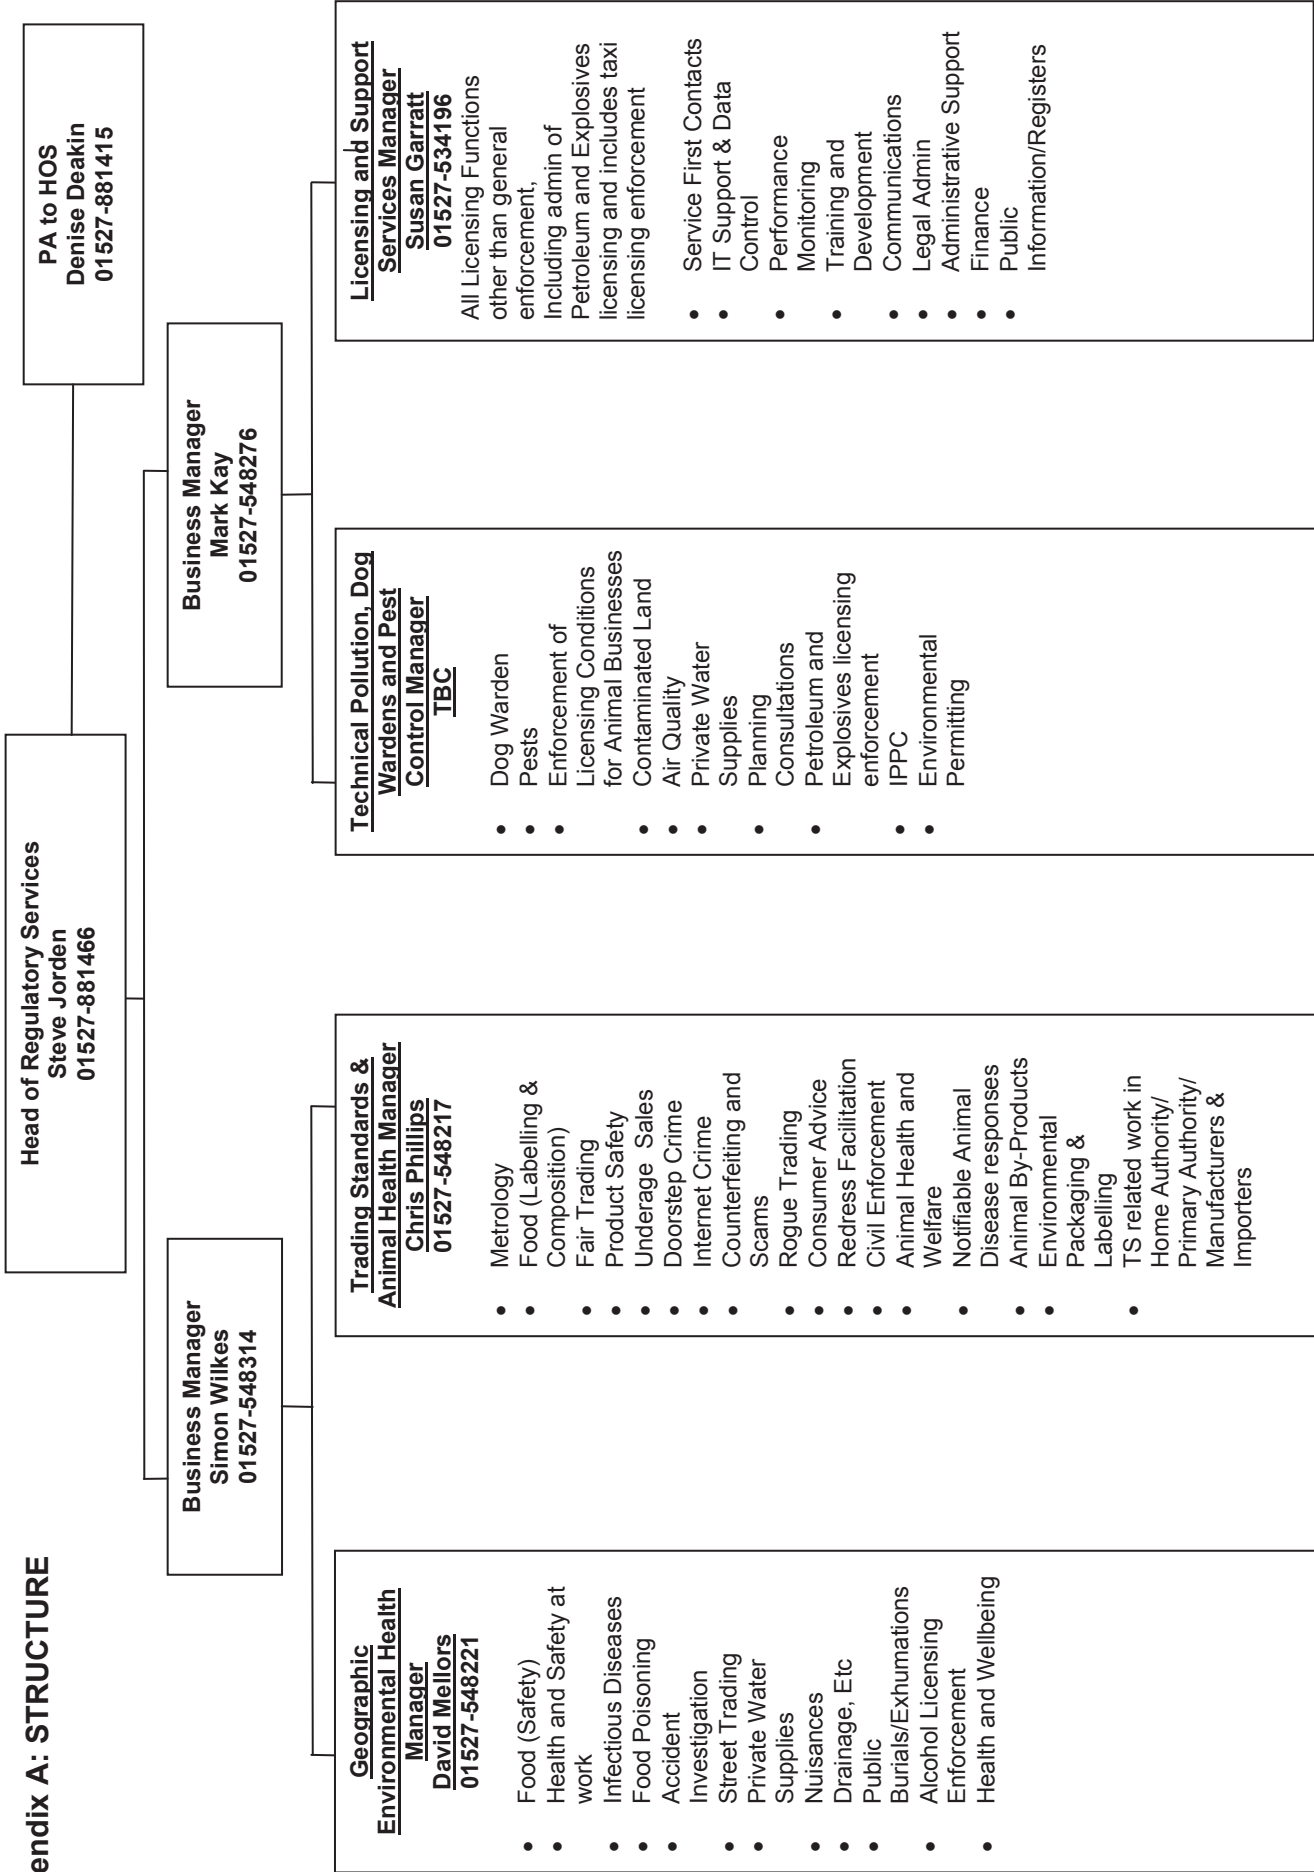 endix A: STRUCTURE
Head of Regulatory Services
Steve Jorden
01527-881466
PA to HOS
Denise Deakin
01527-881415
Business Manager
Simon Wilkes
01527-548314
Business Manager
Mark Kay
01527-548276
Geographic
Environmental Health
Manager
David Mellors
01527-548221
• Food (Safety)
• Health and Safety at
work
• Infectious Diseases
• Food Poisoning
• Accident
Investigation
• Street Trading
• Private Water
Supplies
• Nuisances
• Drainage, Etc
• Public
Burials/Exhumations
• Alcohol Licensing
Enforcement
• Health and Wellbeing
Trading Standards &
Animal Health Manager
Chris Phillips
01527-548217
• Metrology
• Food (Labelling &
Composition)
• Fair Trading
• Product Safety
• Underage Sales
• Doorstep Crime
• Internet Crime
• Counterfeiting and
Scams
• Rogue Trading
• Consumer Advice
• Redress Facilitation
• Civil Enforcement
• Animal Health and
Welfare
• Notifiable Animal
Disease responses
• Animal By-Products
• Environmental
Packaging &
Labelling
• TS related work in
Home Authority/
Primary Authority/
Manufacturers &
Importers
Technical Pollution, Dog
Wardens and Pest
Control Manager
TBC
• Dog Warden
• Pests
• Enforcement of
Licensing Conditions
for Animal Businesses
• Contaminated Land
• Air Quality
• Private Water
Supplies
• Planning
Consultations
• Petroleum and
Explosives licensing
enforcement
• IPPC
• Environmental
Permitting
Licensing and Support
Services Manager
Susan Garratt
01527-534196
All Licensing Functions
other than general
enforcement,
Including admin of
Petroleum and Explosives
licensing and includes taxi
licensing enforcement
• Service First Contacts
• IT Support & Data
Control
• Performance
Monitoring
• Training and
Development
• Communications
• Legal Admin
• Administrative Support
• Finance
• Public
Information/Registers